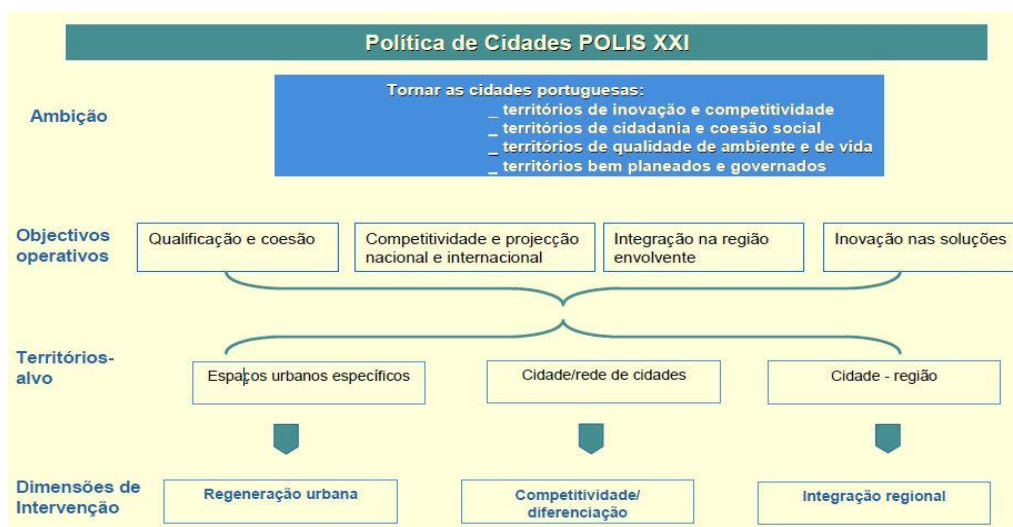 Política de Cidades POLIS XXI
Ambição
Tornar as cidades portuguesas:
_ territórios de inovação e competitividade
_ territórios de cidadania e coesão social
_ territórios de qualidade de ambiente e de vida
_ territórios bem planeados e governados
Objectivos
operativos
Qualificação e coesão
Competitividade e projecção
nacional e internacional
Integração na região
envolvente
Inovação nas soluções
Territórios-
alvo
Espaços urbanos específicos
Cidade/rede de cidades
Cidade - região
Dimensões de
Intervenção
Regeneração urbana
Competitividade/
diferenciação
Integração regional